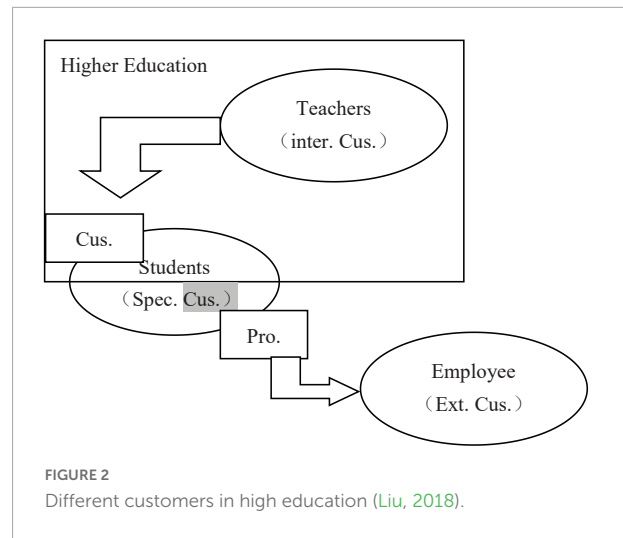 Higher Education
Teachers
（inter. Cus.）
Cus.
Students
（Spec. Cus.）
Pro.
Employee
（Ext. Cus.）
FIGURE 2
Different customers in high education (Liu, 2018).